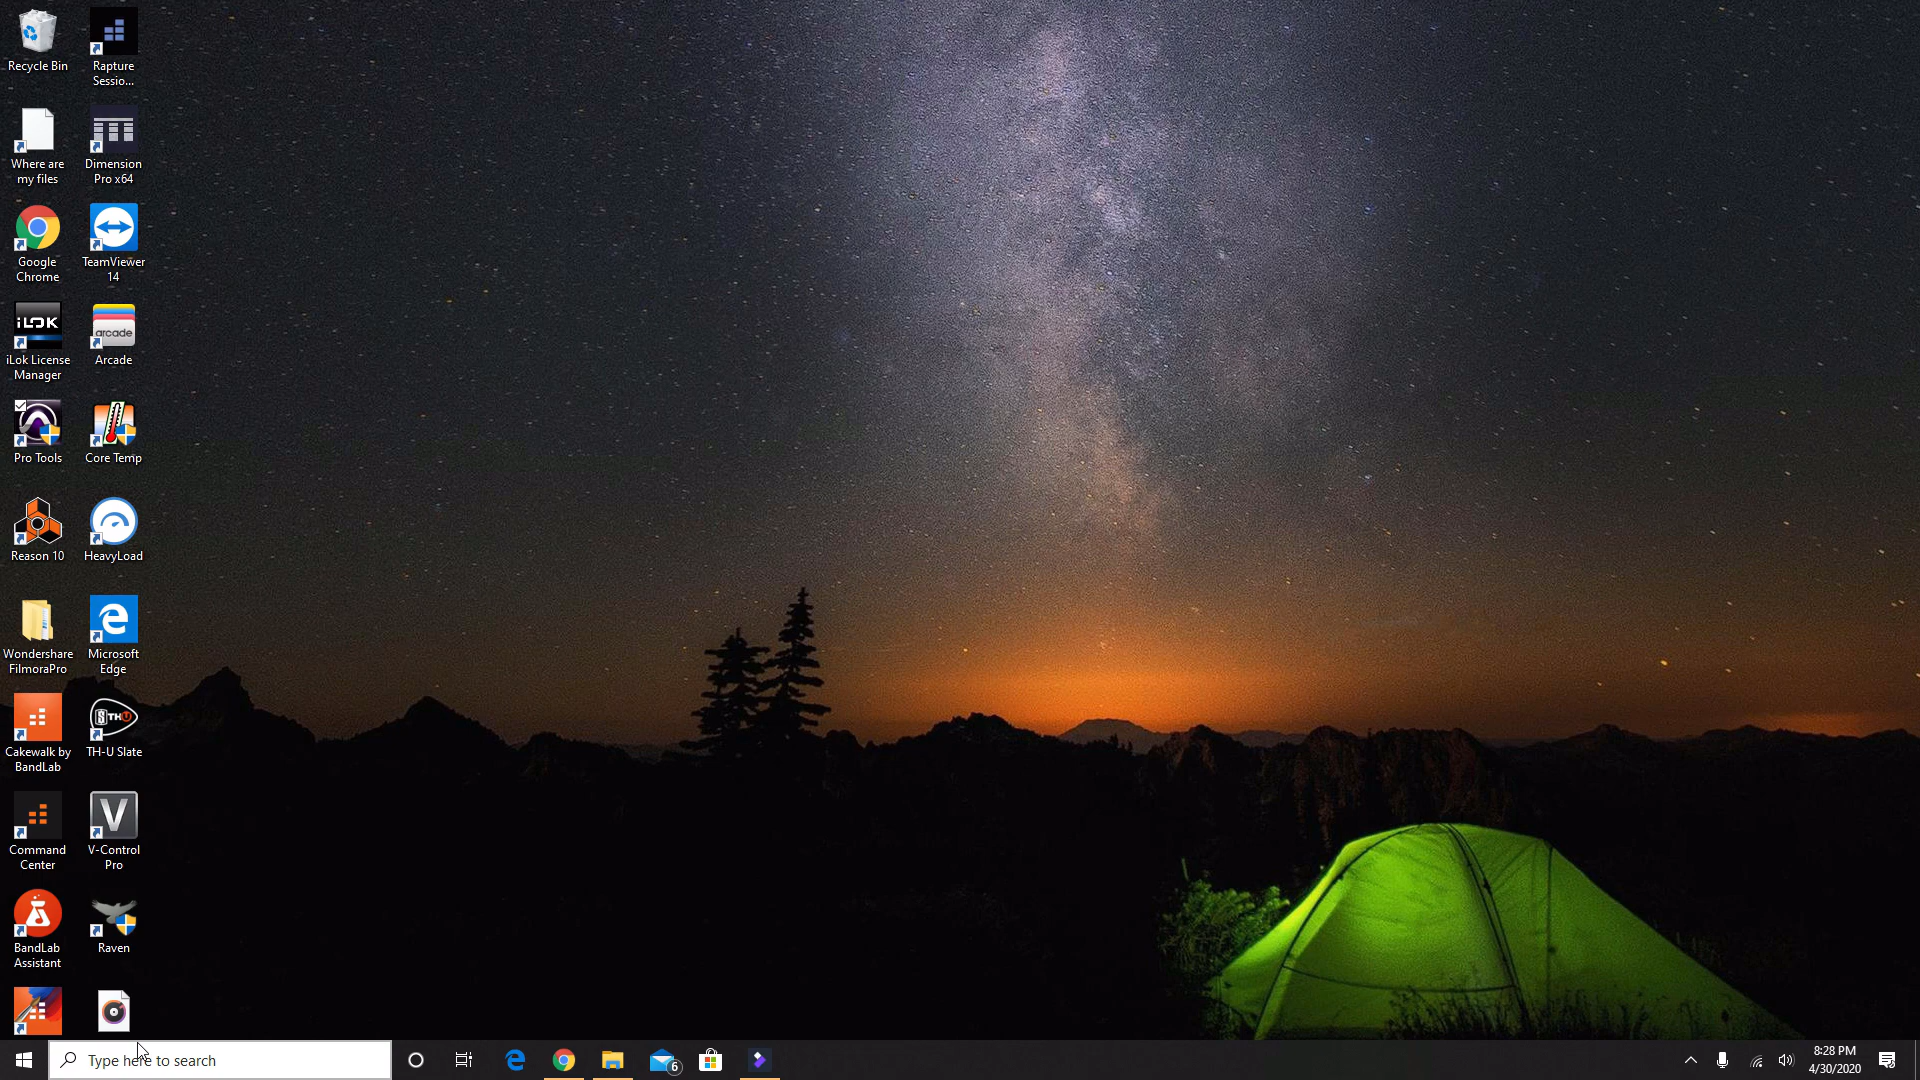 Recycle Bin
Rapture
Sessio...
Where are
my files
Dimension
Pro x64
Google
Chrome
TeamViewer
14
iLOK
iLok License
Manager
arcade
Arcade
Pro Tools
Core Temp
Reason 10
HeavyLoad
Wondershare
FilmoraPro
Microsoft
Edge
Cakewalk by
BandLab
STHU
TH-U Slate
Command
Center
V
V-Control
Pro
BandLab
Assistant
Raven
Type here to search
6
8:28 PM
4/30/2020